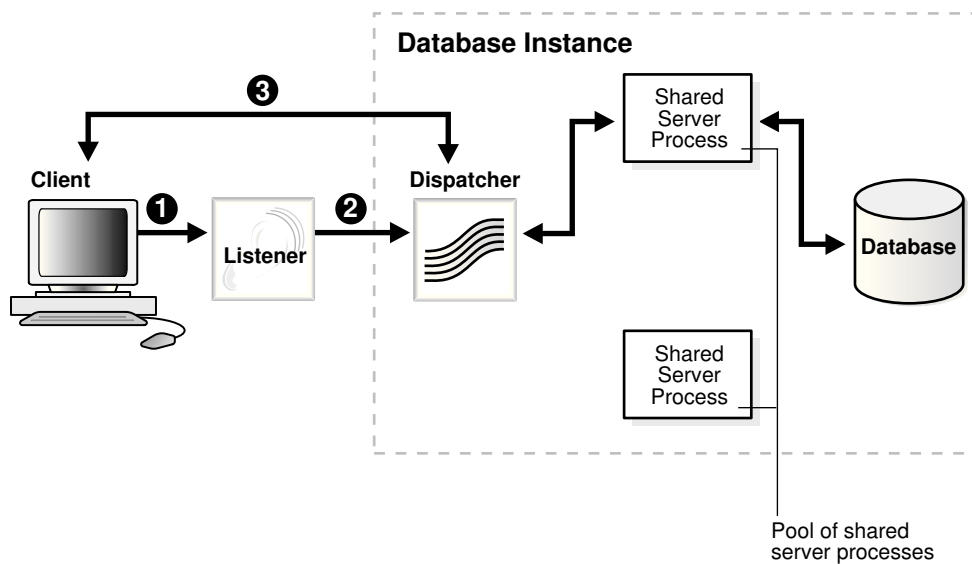 Database Instance
3
Shared
Server
Process
Client
Dispatcher
1
2
Listener
Database
Shared
Server
Process
Pool of shared
server processes